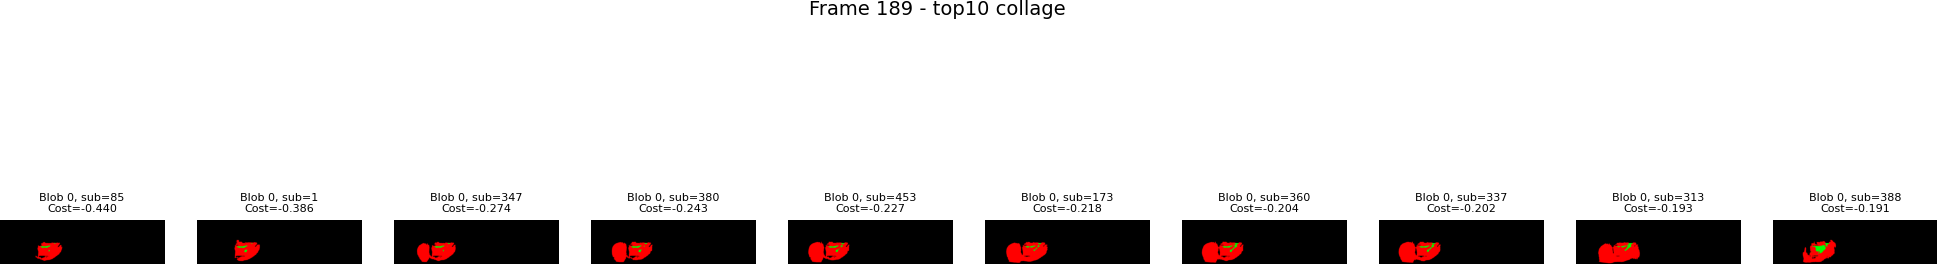 Frame 189 - top10 collage
Blob 0, sub=85
Cost=-0.440
Blob 0, sub=1
Cost=-0.386
Blob 0, sub=347
Cost=-0.274
Blob 0, sub=380
Cost=-0.243
Blob 0, sub=453
Cost=-0.227
Blob 0, sub=173
Cost=-0.218
Blob 0, sub=360
Cost=-0.204
Blob 0, sub=337
Cost=-0.202
Blob 0, sub=313
Cost=-0.193
Blob 0, sub=388
Cost=-0.191